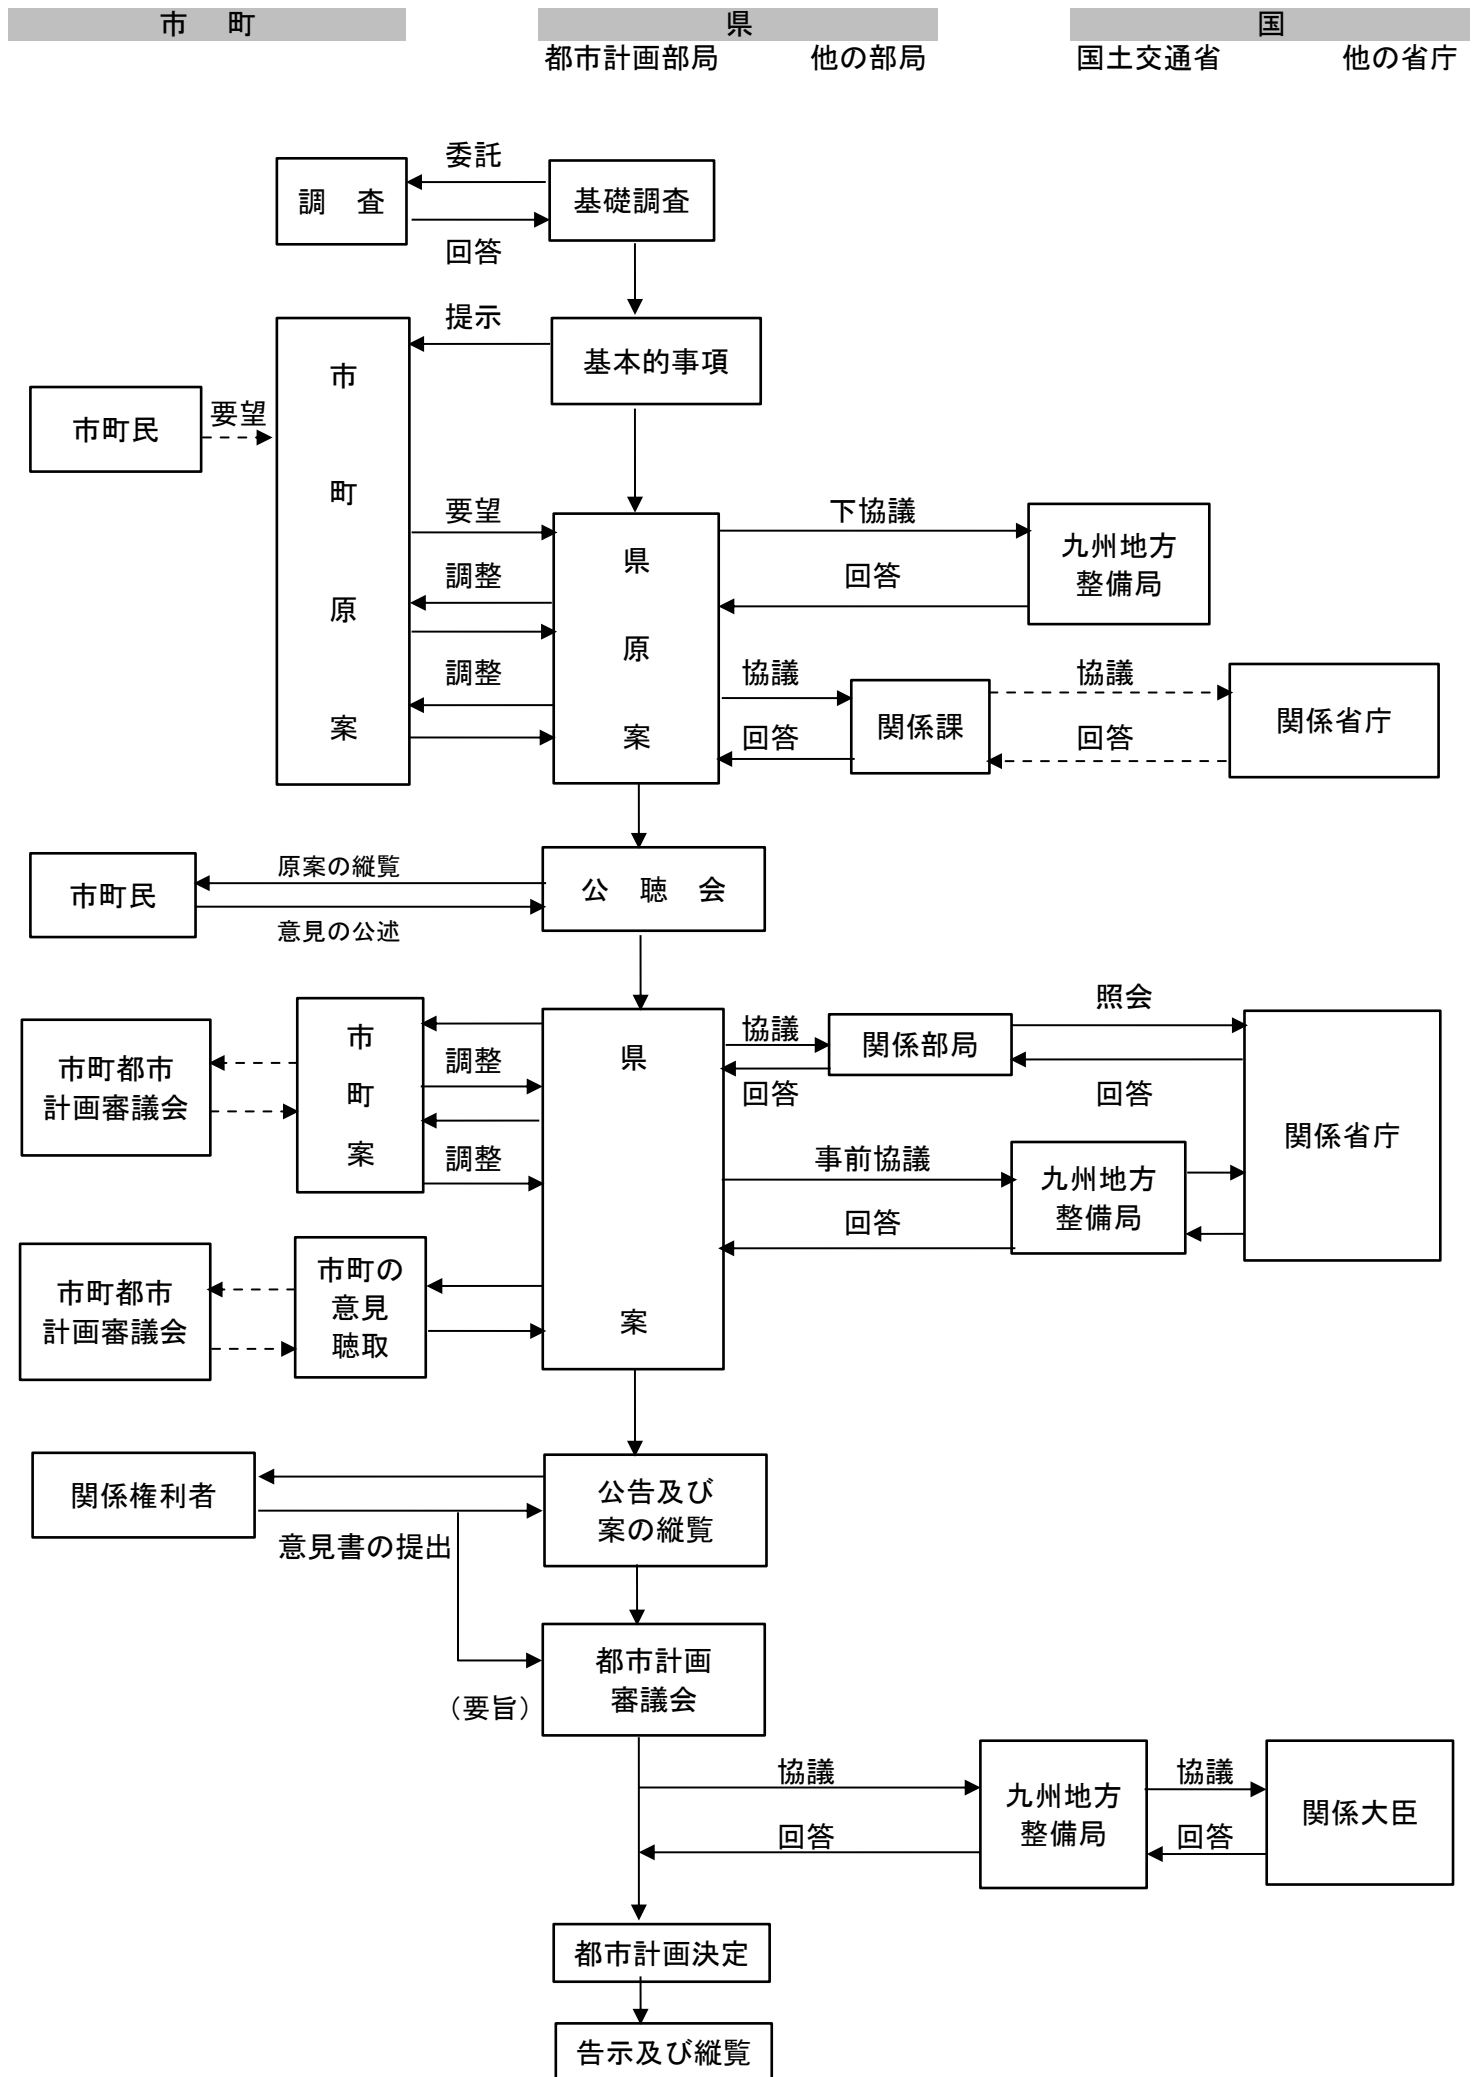 市　町
県
国
都市計画部局
他の部局
国土交通省
他の省庁
委託
調　査
基礎調査
回答
提示
基本的事項
市町民
要望
市町原案
要望
調整
調整
県原案
下協議
回答
九州地方
整備局
協議
回答
関係課
協議
回答
関係省庁
原案の縦覧
市町民
意見の公述
公　聴　会
市町都市
計画審議会
市町案
調整
調整
県案
協議
回答
関係部局
照会
回答
関係省庁
事前協議
回答
九州地方
整備局
市町都市
計画審議会
市町の
意見
聴取
関係権利者
意見書の提出
公告及び
案の縦覧
都市計画
審議会
（要旨）
協議
回答
九州地方
整備局
協議
回答
関係大臣
都市計画決定
告示及び縦覧